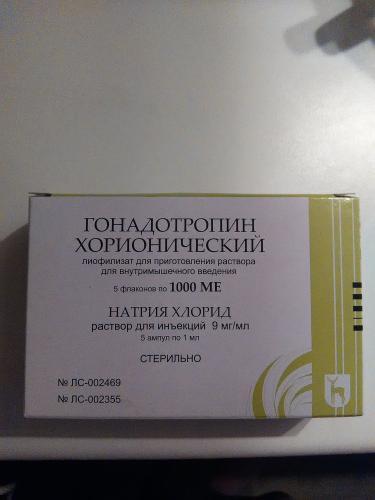 ГОНАДОТРОПИН
ХОРИОНИЧЕСКИЙ
лиофилизат для приготовления раствора
для внутримышечного введения
5 флаконов по 1000 МЕ
НАТРИЯ ХЛОРИД
раствор для инъекций 9 мг/мл
5 ампул по 1 мл
СТЕРИЛЬНО
№ ЛС-002469
№ ЛС-002355